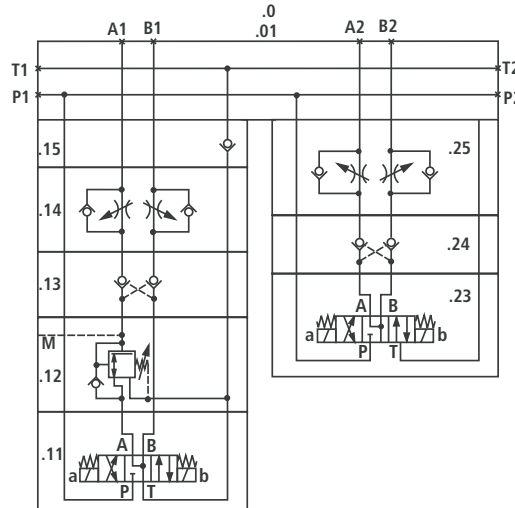 .0
.01
A1 B1
A2 B2
T1
T2
P1
P2
.15
.25
.14
.24
.13
.23
A B
a
b
P T
M
.12
.11
A B
a
b
P T